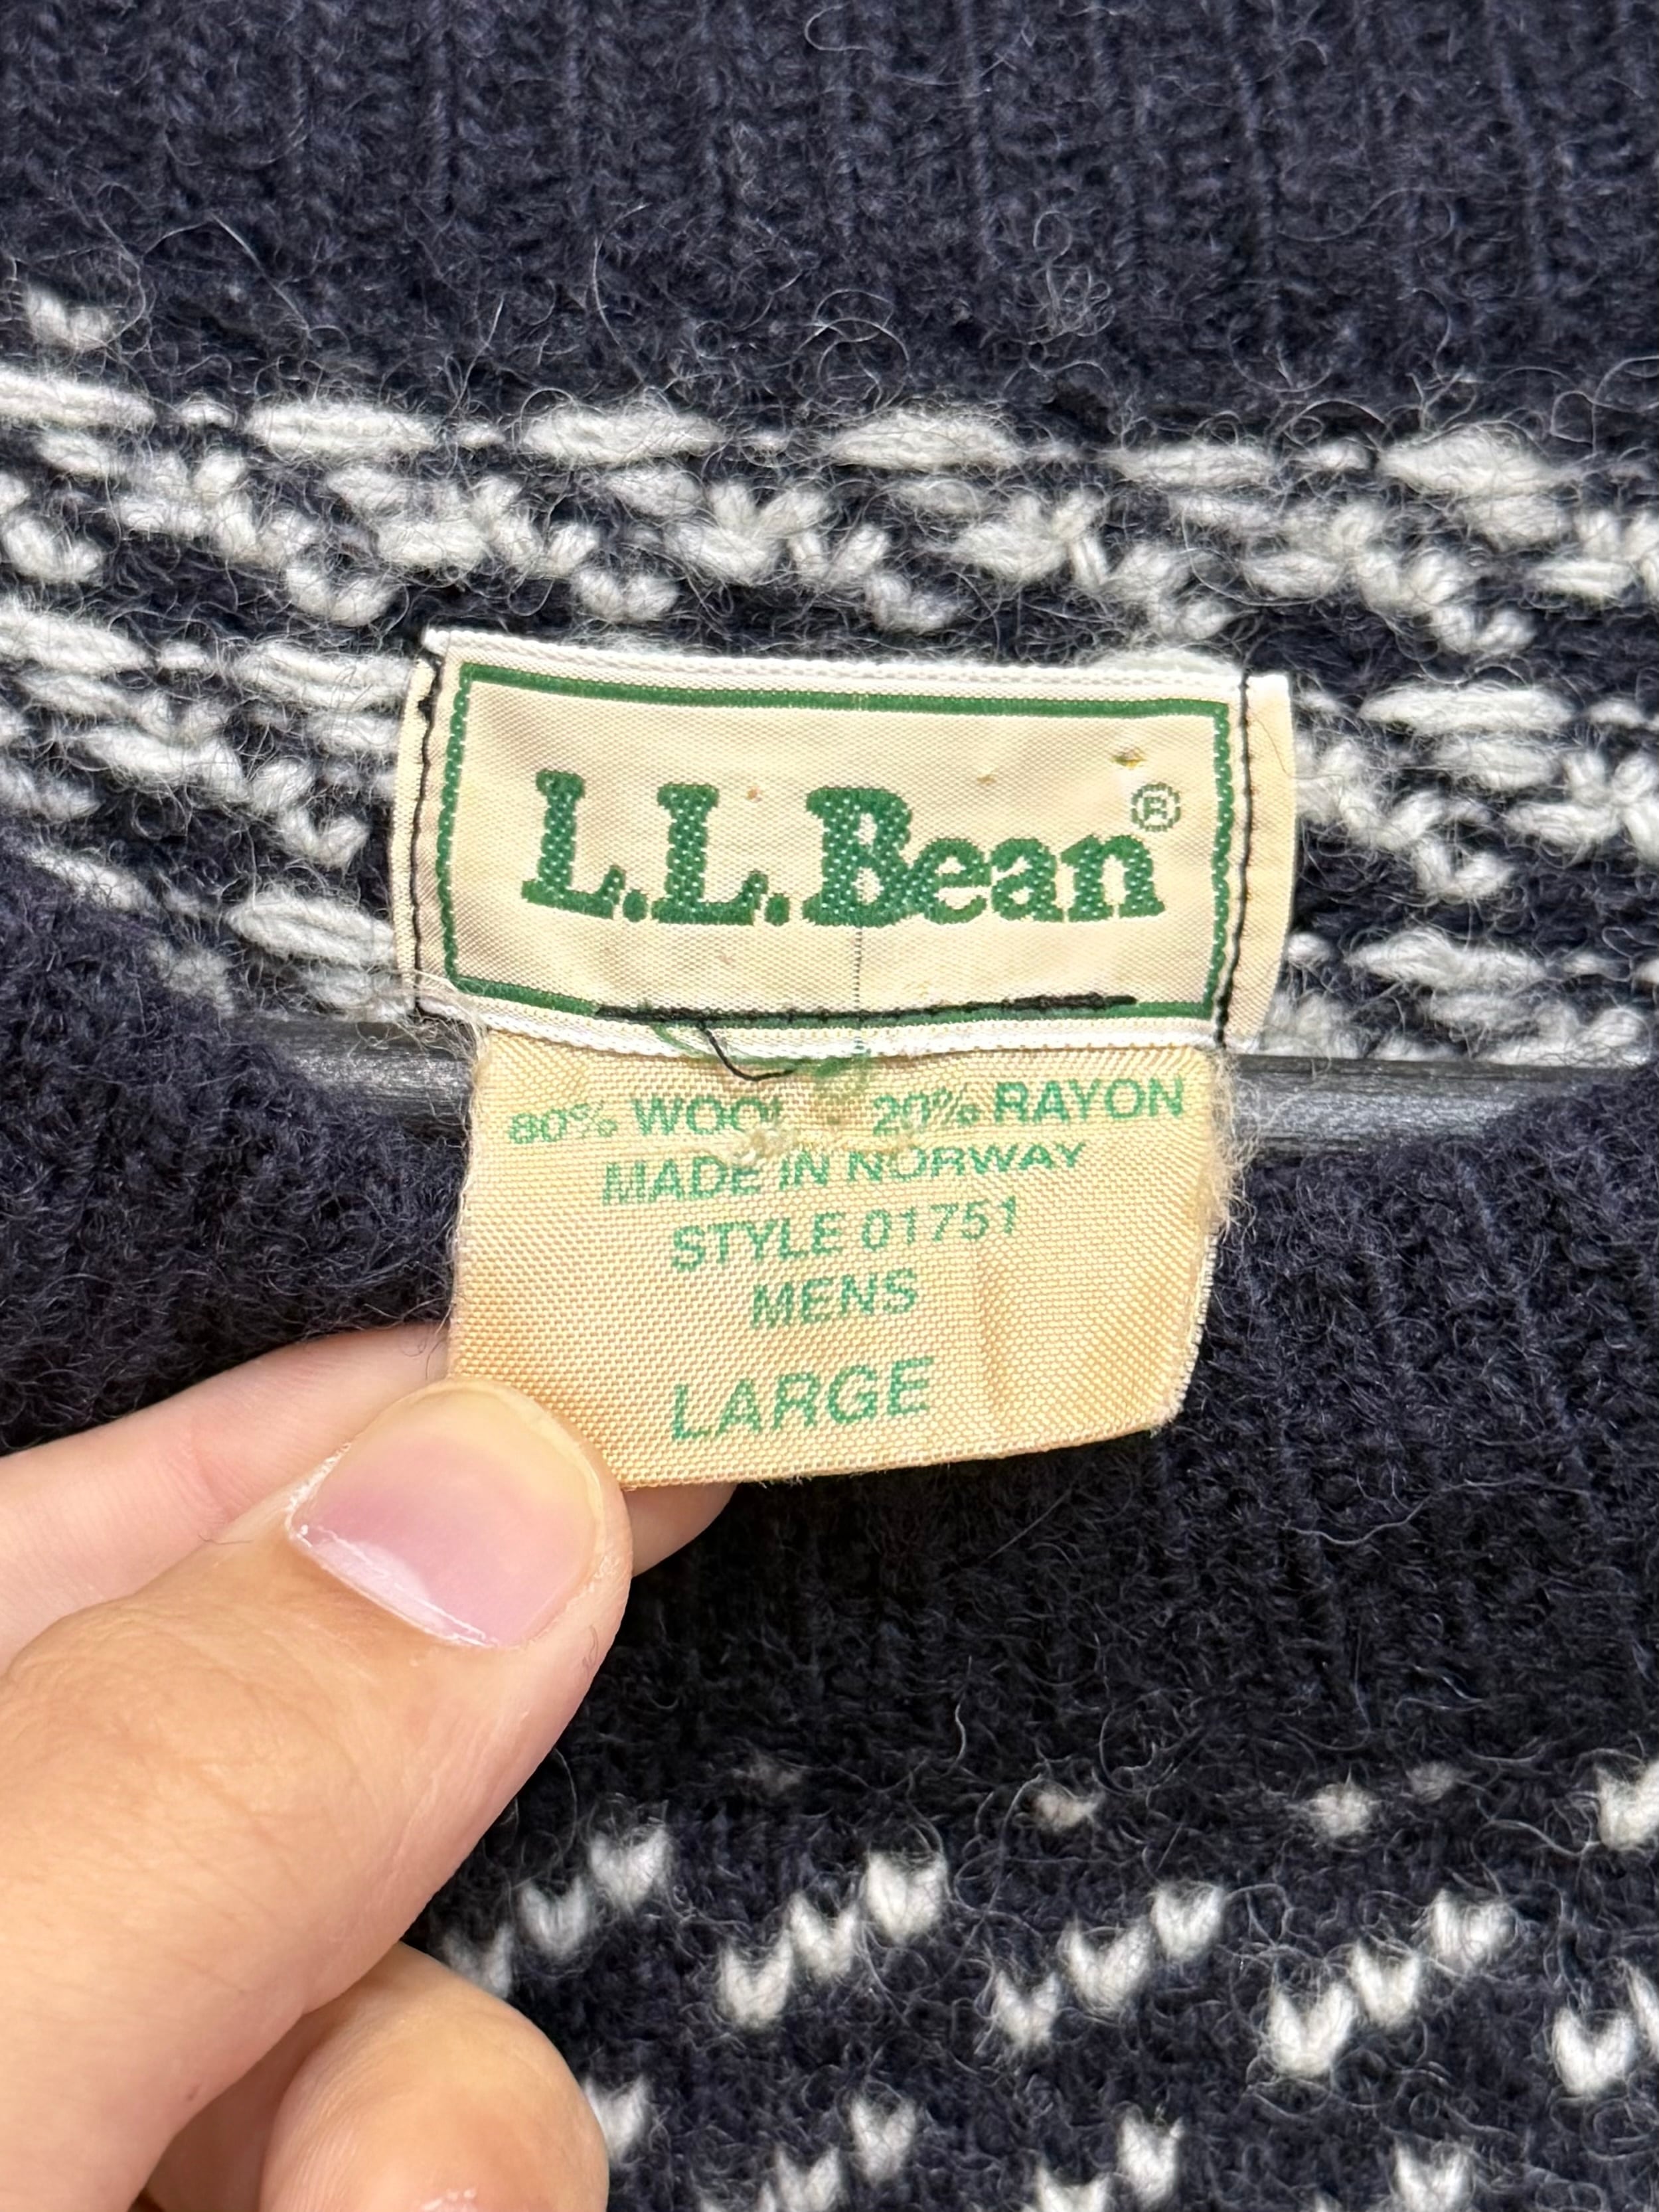 L.L.Bean®
80% WOOL 20% RAYON
MADE IN NORWAY
STYLE 01751
MENS
LARGE